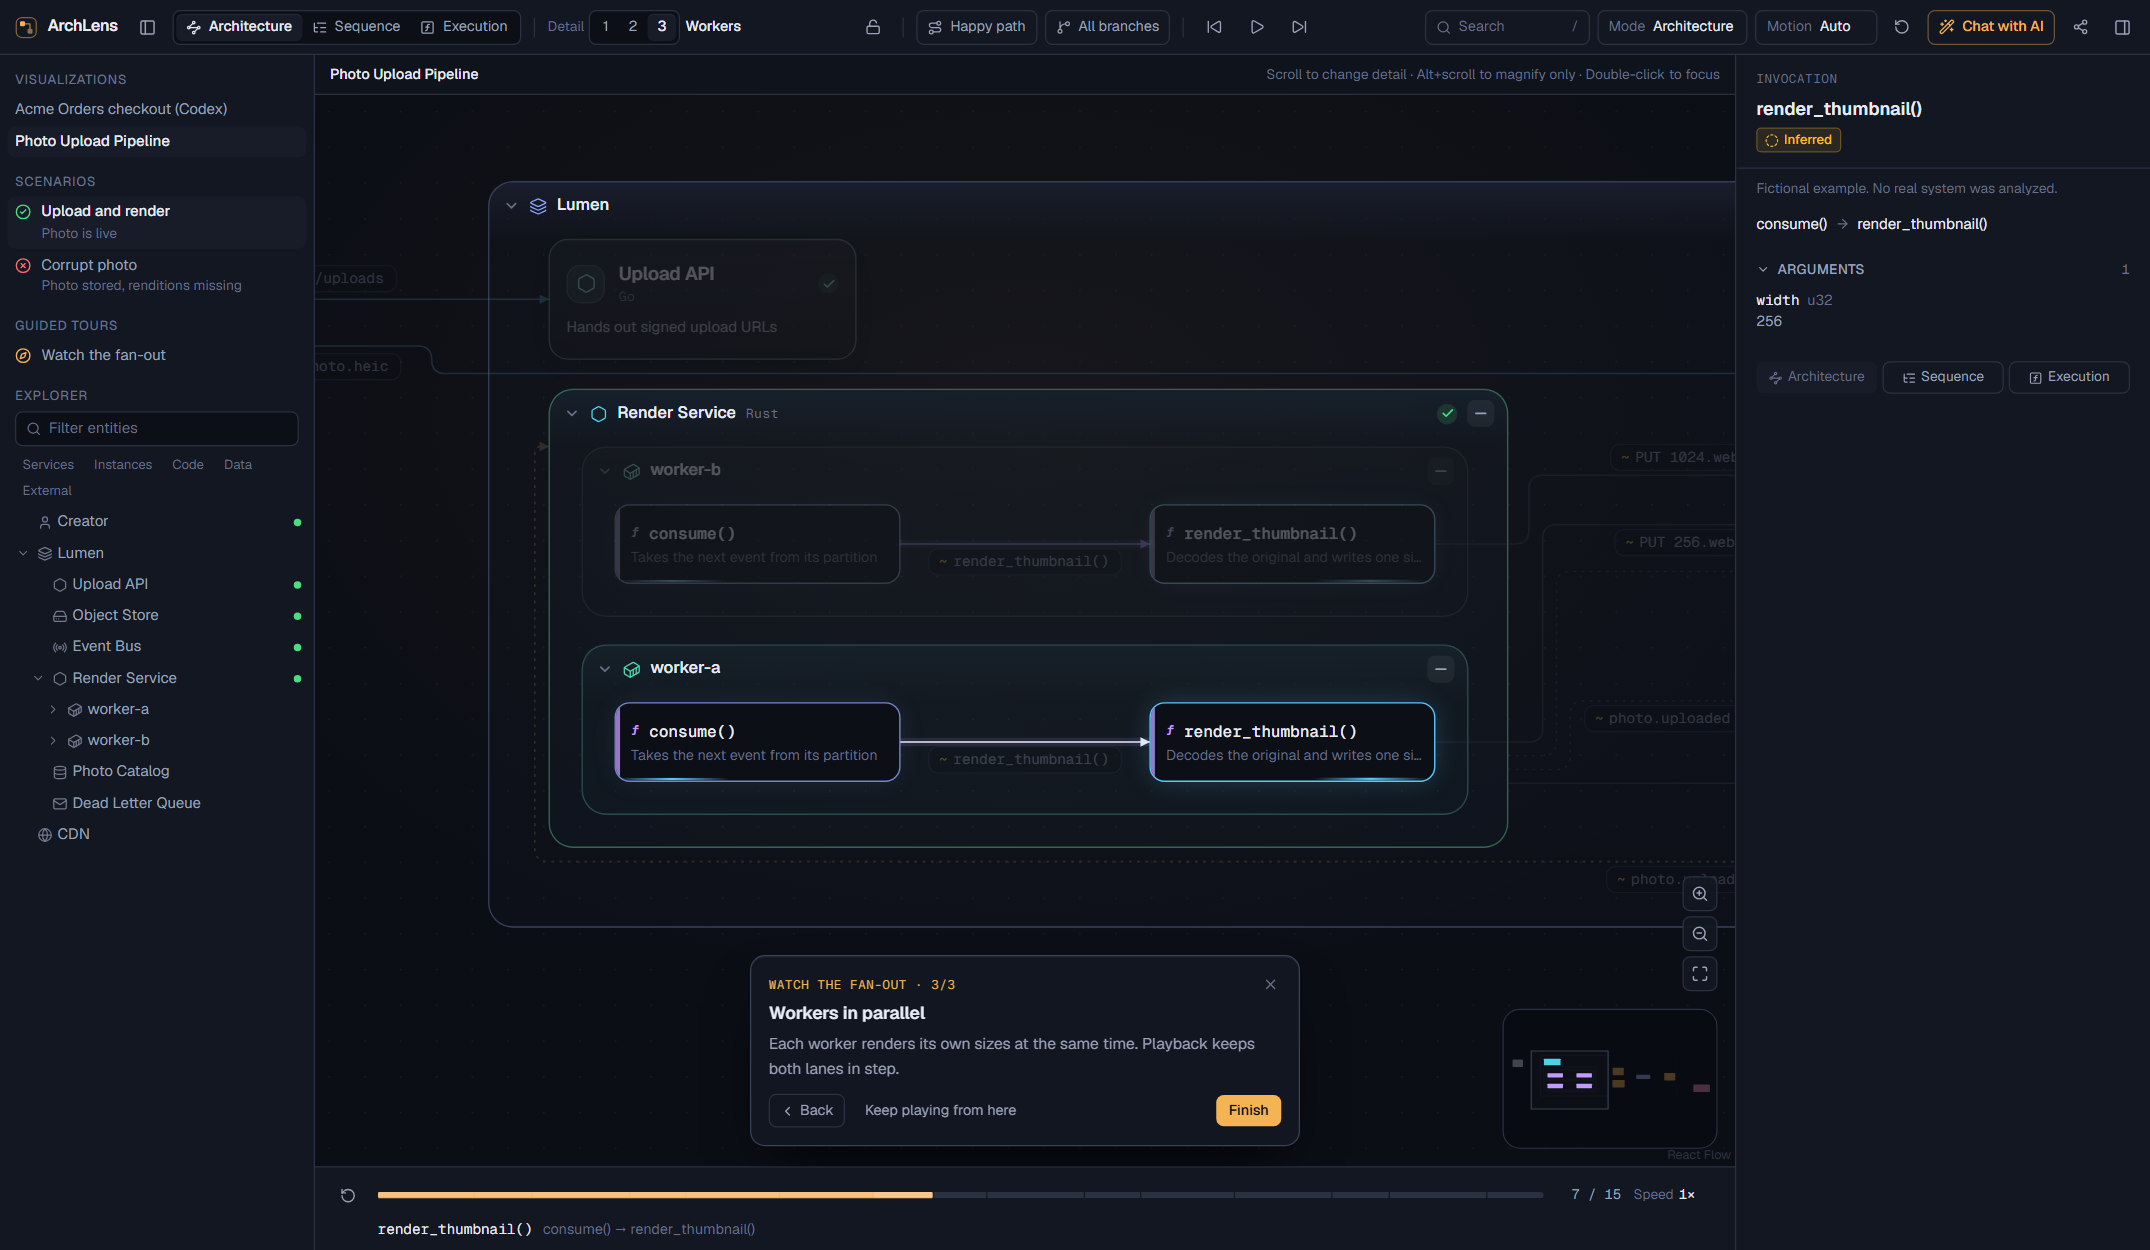 ArchLens
Architecture
Sequence
Execution
Detail
1
2
3
Workers
Happy path
All branches
Search /
Mode Architecture
Motion Auto
Chat with AI
VISUALIZATIONS
Acme Orders checkout (Codex)
Photo Upload Pipeline
SCENARIOS
Upload and render
Photo is live
Corrupt photo
Photo stored, renditions missing
GUIDED TOURS
Watch the fan-out
EXPLORER
Filter entities
Services Instances Code Data
External
Creator
Lumen
Upload API
Object Store
Event Bus
Render Service
worker-a
worker-b
Photo Catalog
Dead Letter Queue
CDN
Photo Upload Pipeline
Scroll to change detail · Alt+scroll to magnify only · Double-click to focus
Lumen
/uploads
Upload API
Go
Hands out signed upload URLs
oto.heic
Render Service Rust
worker-b
f consume()
Takes the next event from its partition
~ render_thumbnail()
f render_thumbnail()
Decodes the original and writes one si...
worker-a
f consume()
Takes the next event from its partition
~ render_thumbnail()
f render_thumbnail()
Decodes the original and writes one si...
~ PUT 1024.web
~ PUT 256.web
~ photo.uploaded
WATCH THE FAN-OUT · 3/3
Workers in parallel
Each worker renders its own sizes at the same time. Playback keeps
both lanes in step.
Back
Keep playing from here
Finish
React Flow
7 / 15
Speed 1×
render_thumbnail() consume() → render_thumbnail()
INVOCATION
render_thumbnail()
Inferred
Fictional example. No real system was analyzed.
consume() → render_thumbnail()
ARGUMENTS 1
width u32
256
Architecture
Sequence
Execution